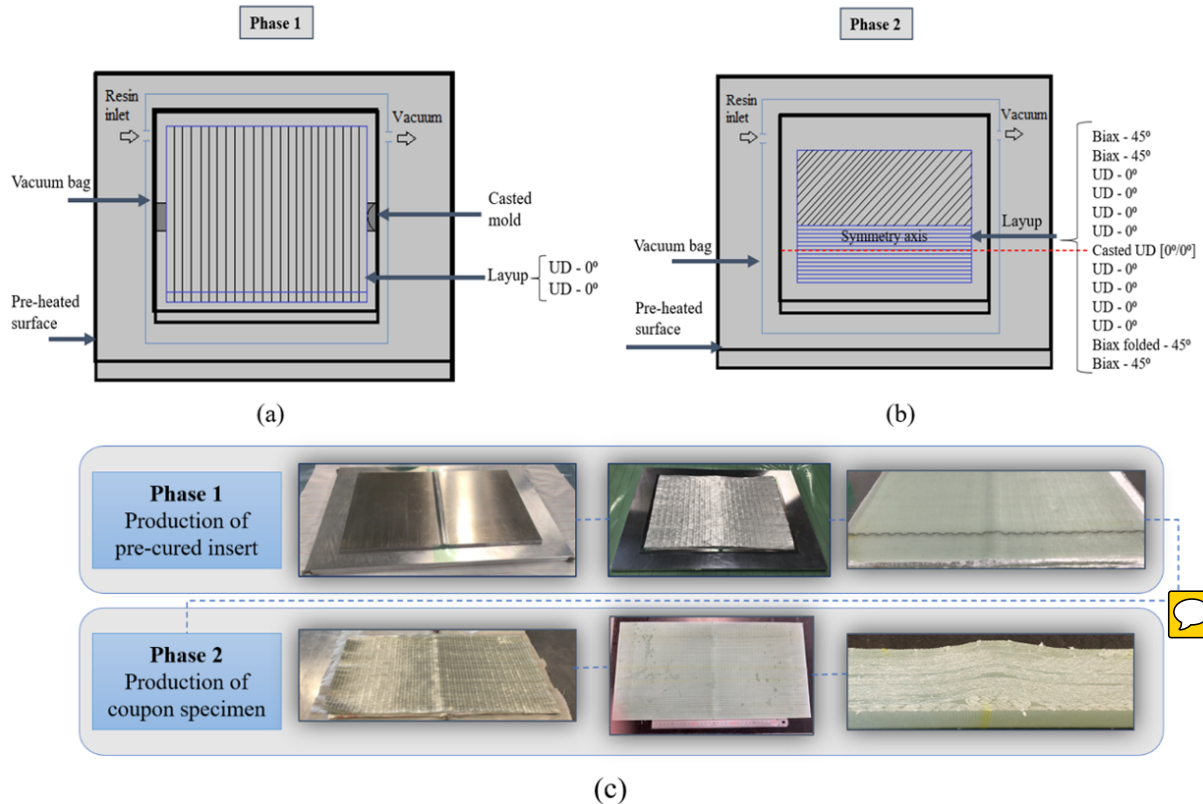 Phase 1
Resin
inlet
Vacuum
Vacuum bag
Casted
mold
Layup
UD - 0º
UD - 0º
Pre-heated
surface
(a)
Phase 2
Resin
inlet
Vacuum
Biax - 45º
Biax - 45º
UD - 0º
UD - 0º
UD - 0º
UD - 0º
Casted UD [0º/0º]
UD - 0º
UD - 0º
UD - 0º
UD - 0º
Biax folded - 45º
Biax - 45º
Layup
Symmetry axis
Vacuum bag
Pre-heated
surface
(b)
Phase 1
Production of
pre-cured insert
Phase 2
Production of
coupon specimen
(c)